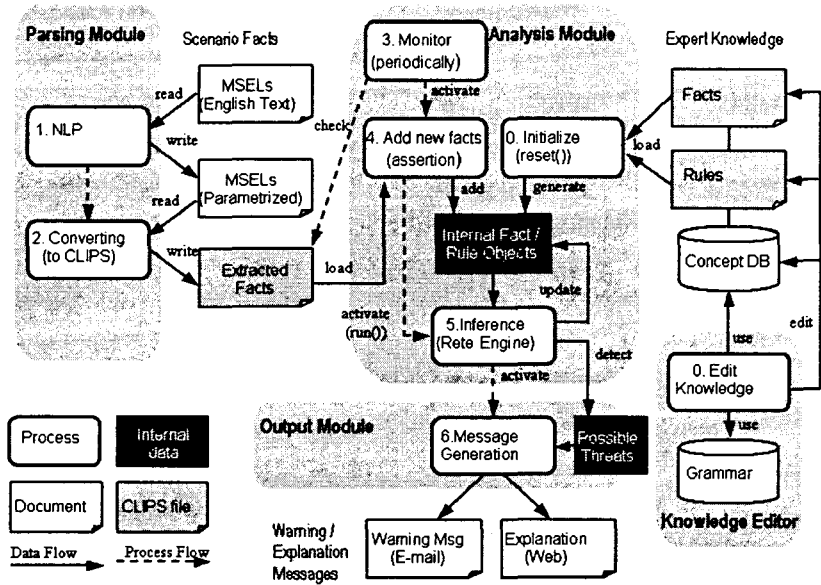 Parsing Module
Scenario Facts
3. Monitor
(periodically)
Analysis Module
Expert Knowledge
MSELs
(English Text)
read
1. NLP
write
activate
check
4. Add new facts
(assertion)
0. Initialize
(reset())
load
Facts
Rules
MSELs
(Parametrized)
read
2. Converting
(to CLIPS)
write
Extracted
Facts
load
add
generate
Internal Fact /
Rule Objects
Concept DB
update
activate
(run())
5.Inference
(Rete Engine)
detect
activate
use
edit
0. Edit
Knowledge
use
Output Module
6.Message
Generation
Possible
Threats
Grammar
Knowledge Editor
Process
Internal
data
Document
CLIPS file
Data Flow
Process Flow
Warning /
Explanation
Messages
Warning Msg
(E-mail)
Explanation
(Web)